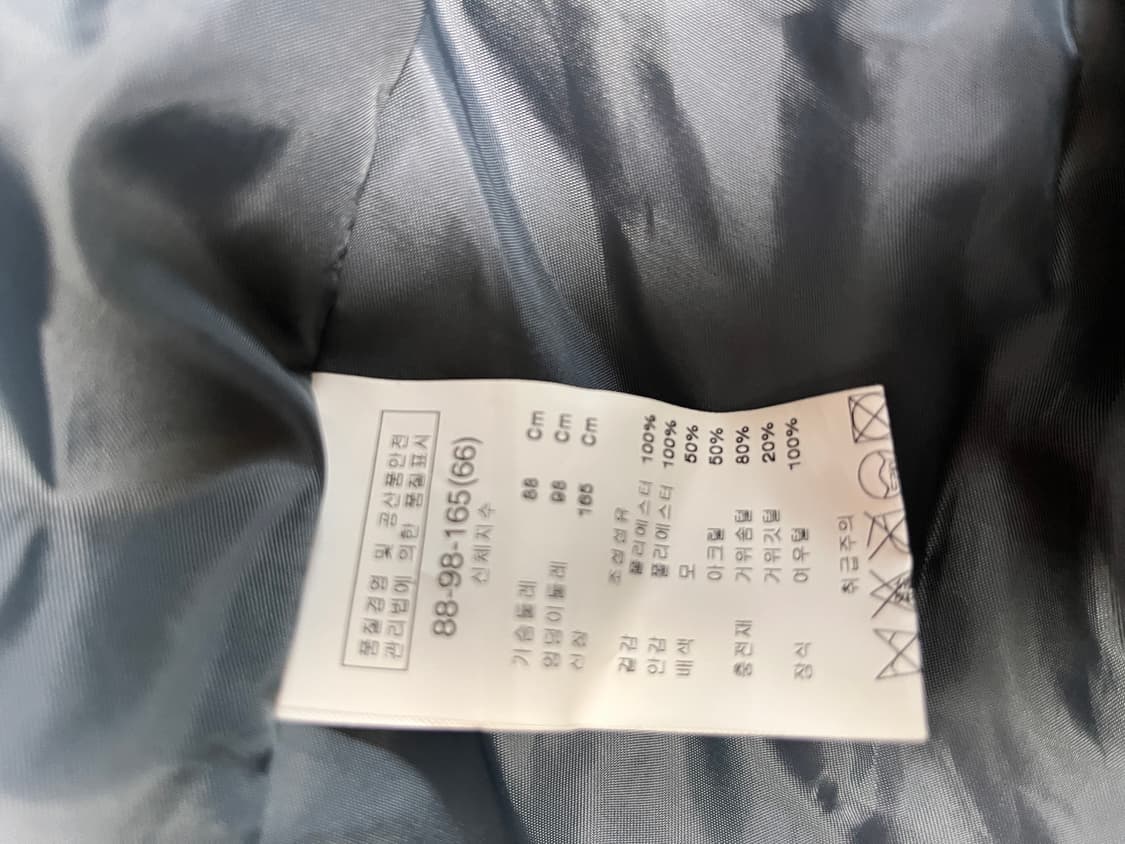 품질경영 및 공산품안전
관리법에 의한 품질표시
88-98-165(66)
신체치수
가슴둘레 88 Cm
엉덩이둘레 98 Cm
신장 165 Cm
조성섬유
겉감 폴리에스터 100%
안감 폴리에스터 100%
배색 모 50%
아크릴 50%
충전재 거위솜털 80%
거위깃털 20%
장식 여우털 100%
취급주의